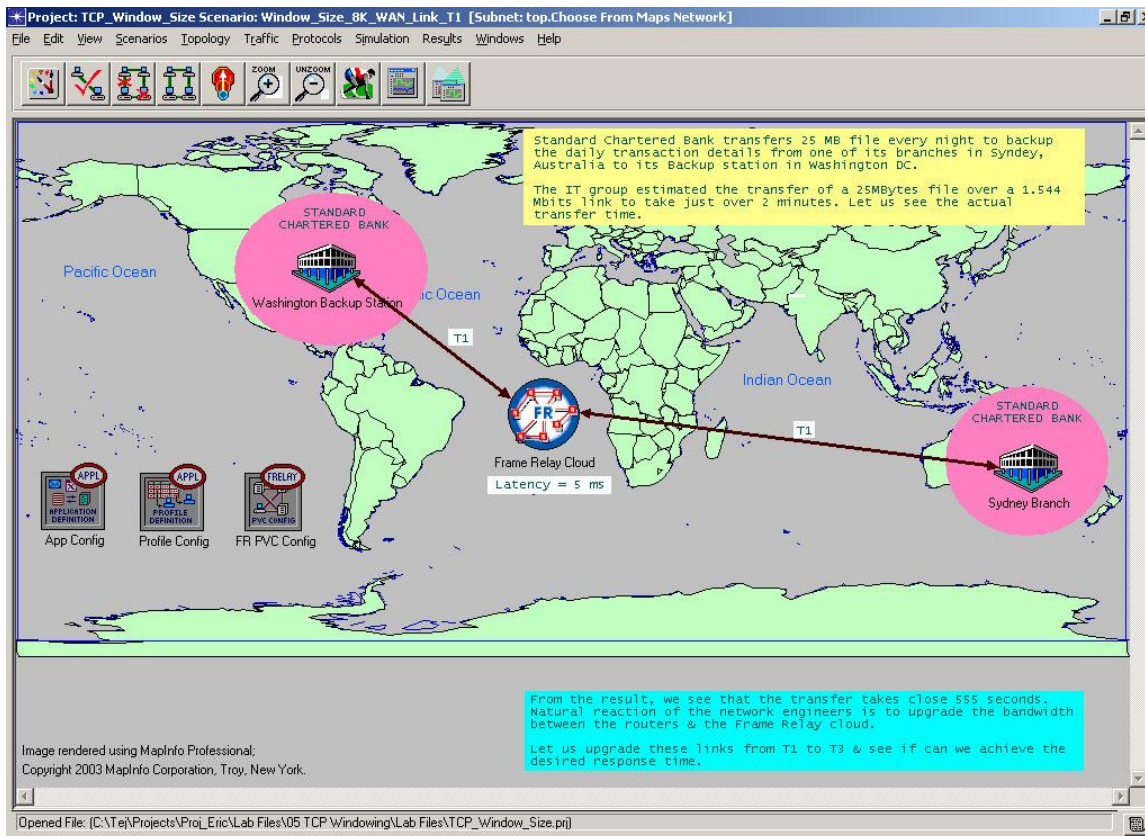 Project: TCP_Window_Size Scenario: Window_Size_8K_WAN_Link_T1 [Subnet: top.Choose From Maps Network]
File Edit View Scenarios Topology Traffic Protocols Simulation Results Windows Help
ZOOM
UNZOOM
Standard Chartered Bank transfers 25 MB file every night to backup
the daily transaction details from one of its branches in Syndey,
Australia to its Backup station in Washington DC.
The IT group estimated the transfer of a 25MBytes file over a 1.544
Mbits link to take just over 2 minutes. Let us see the actual
transfer time.
STANDARD
CHARTERED BANK
Pacific Ocean
ic Ocean
Washington Backup Station
T1
Indian Ocean
STANDARD
CHARTERED BANK
FR
T1
Frame Relay Cloud
Latency = 5 ms
Sydney Branch
APPL
APPLICATION
DEFINITION
App Config
APPL
PROFILE
DEFINITION
Profile Config
FRELAY
PVC CONFIG
FR PVC Config
From the result, we see that the transfer takes close 555 seconds.
Natural reaction of the network engineers is to upgrade the bandwidth
between the routers & the Frame Relay cloud.
Let us upgrade these links from T1 to T3 & see if can we achieve the
desired response time.
Image rendered using MapInfo Professional;
Copyright 2003 MapInfo Corporation, Troy, New York.
Opened File: (C:\Tej\Projects\Proj_Eric\Lab Files\05 TCP Windowing\Lab Files\TCP_Window_Size.prj)